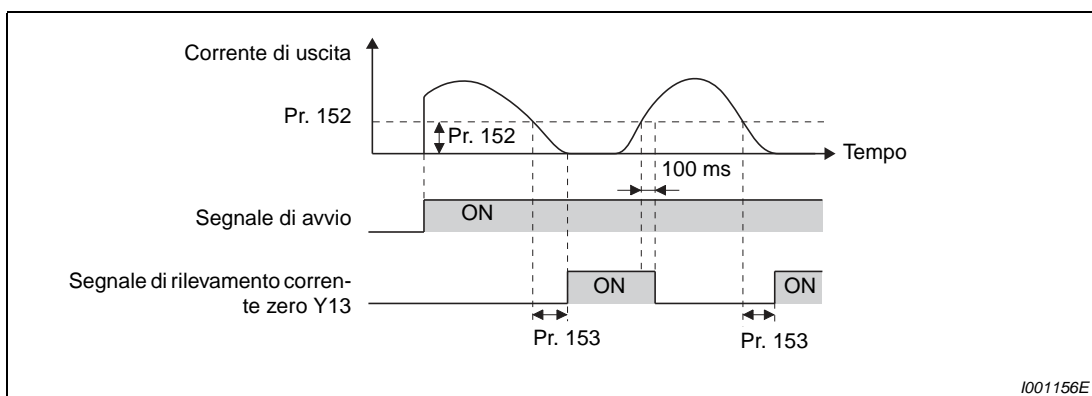 Corrente di uscita
Pr. 152
Pr. 152
Tempo
100 ms
Segnale di avvio
ON
Segnale di rilevamento corren-
te zero Y13
ON
ON
Pr. 153
Pr. 153
I001156E